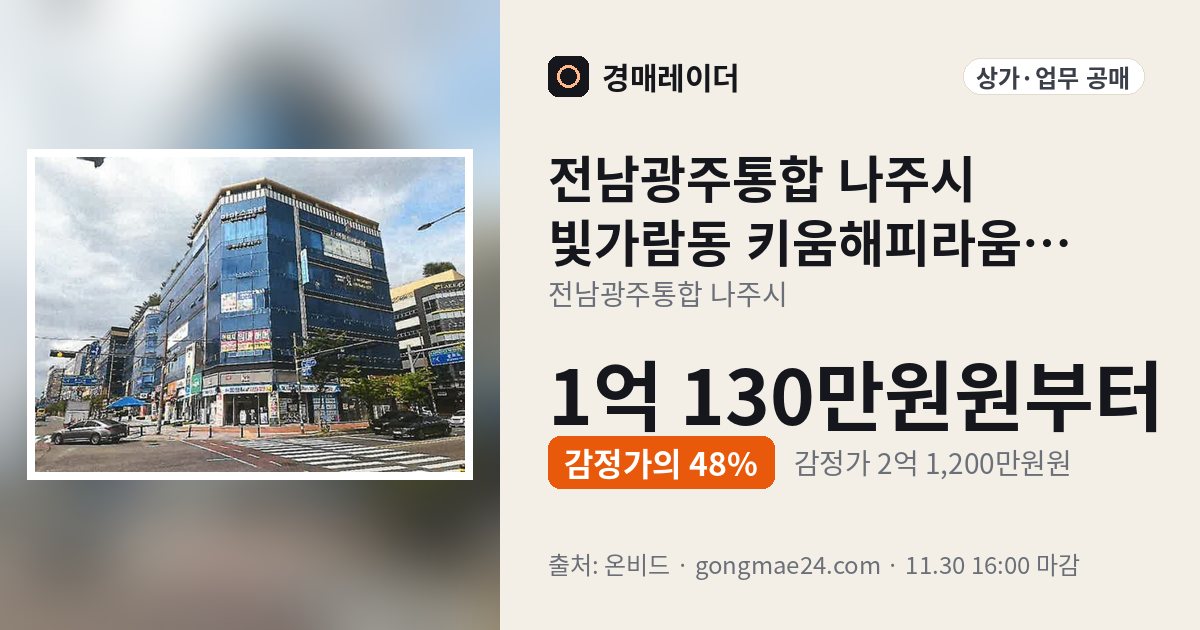 경매레이더
상가·업무 공매
전남광주통합 나주시
빛가람동 키움해피라움…
전남광주통합 나주시
1억 130만원원부터
감정가의 48%
감정가 2억 1,200만원원
출처: 온비드 · gongmae24.com · 11.30 16:00 마감